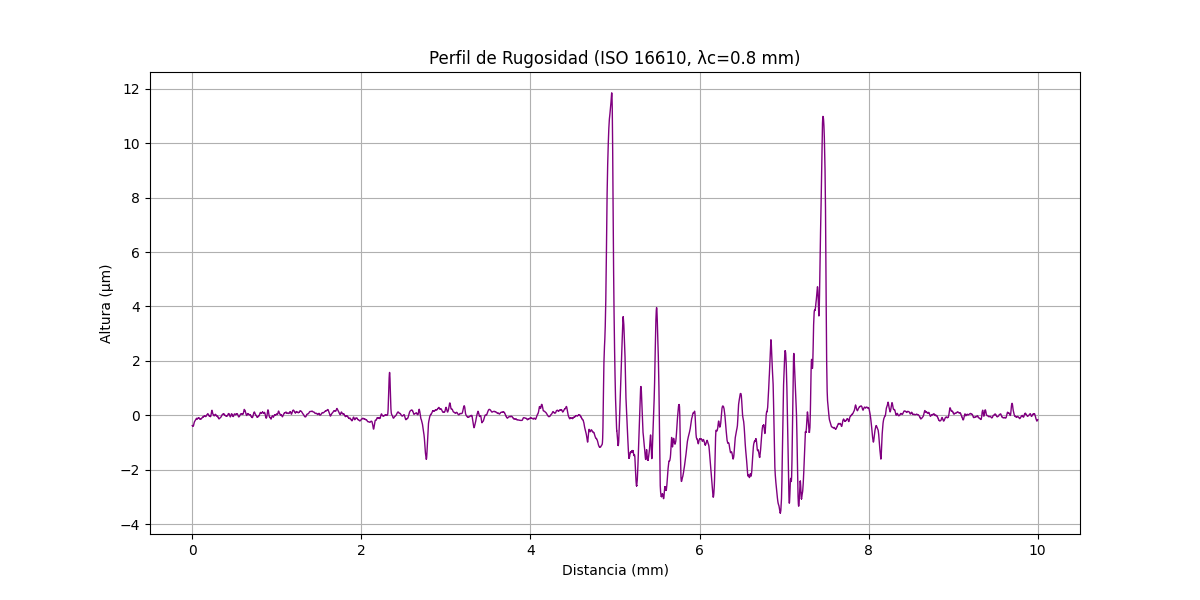 Perfil de Rugosidad (ISO 16610, λc=0.8 mm)
12
10
8
6
4
2
0
−2
−4
Altura (μm)
0 2 4 6 8 10
Distancia (mm)